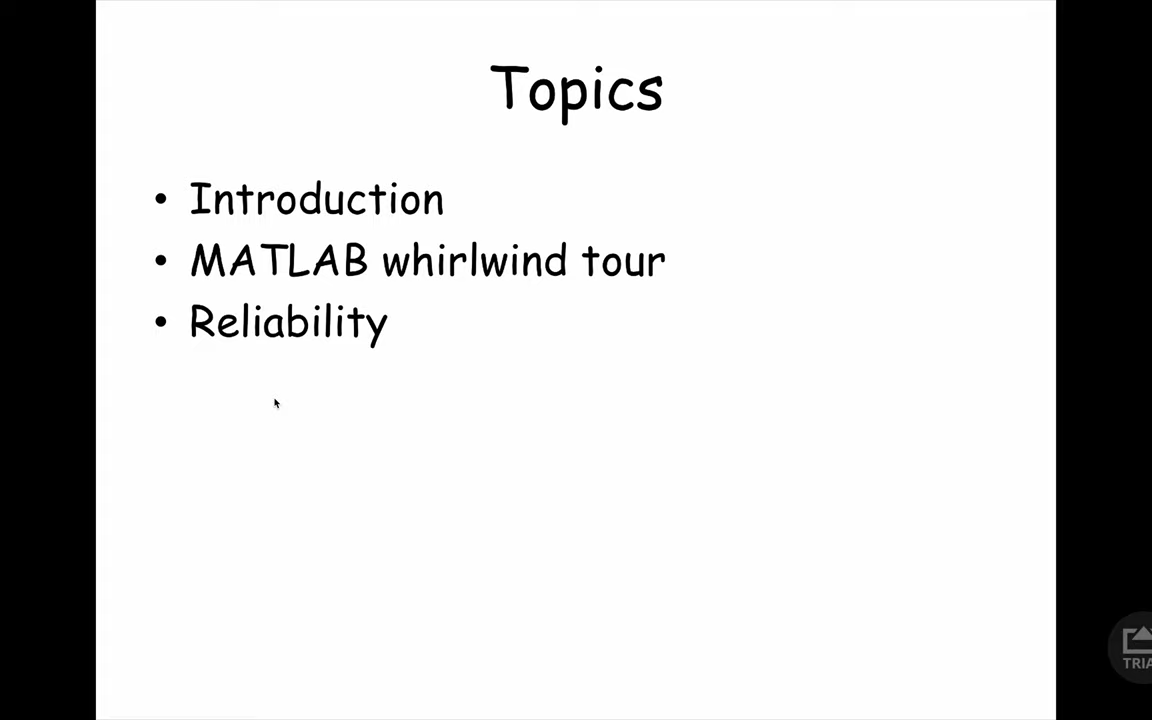 Topics
• Introduction
• MATLAB whirlwind tour
• Reliability